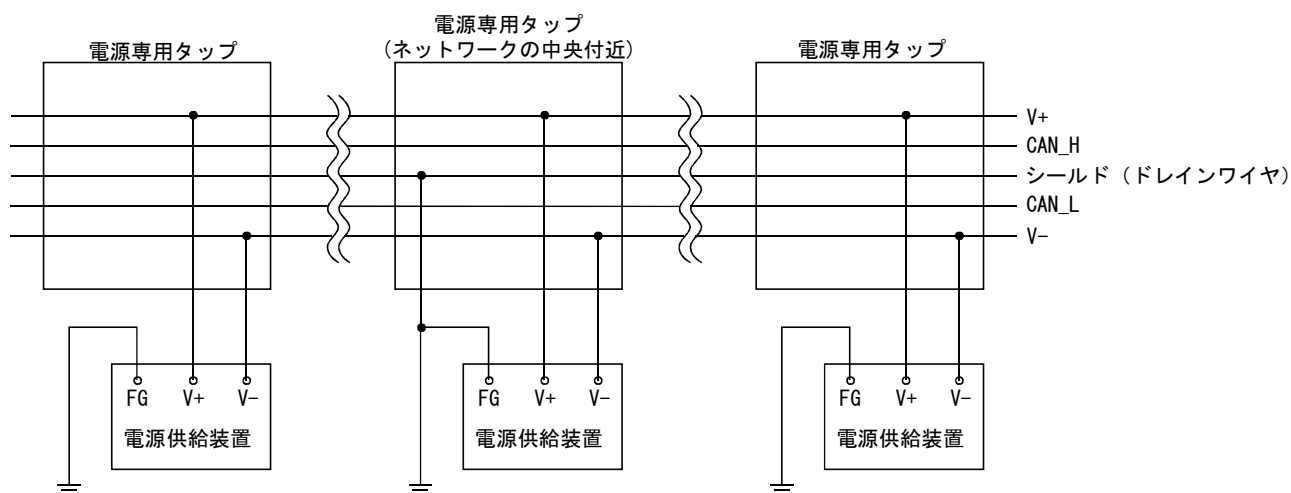 電源専用タップ
電源専用タップ
(ネットワークの中央付近)
電源専用タップ
V+
CAN_H
シールド(ドレインワイヤ)
CAN_L
V-
FG V+ V-
電源供給装置
FG V+ V-
電源供給装置
FG V+ V-
電源供給装置